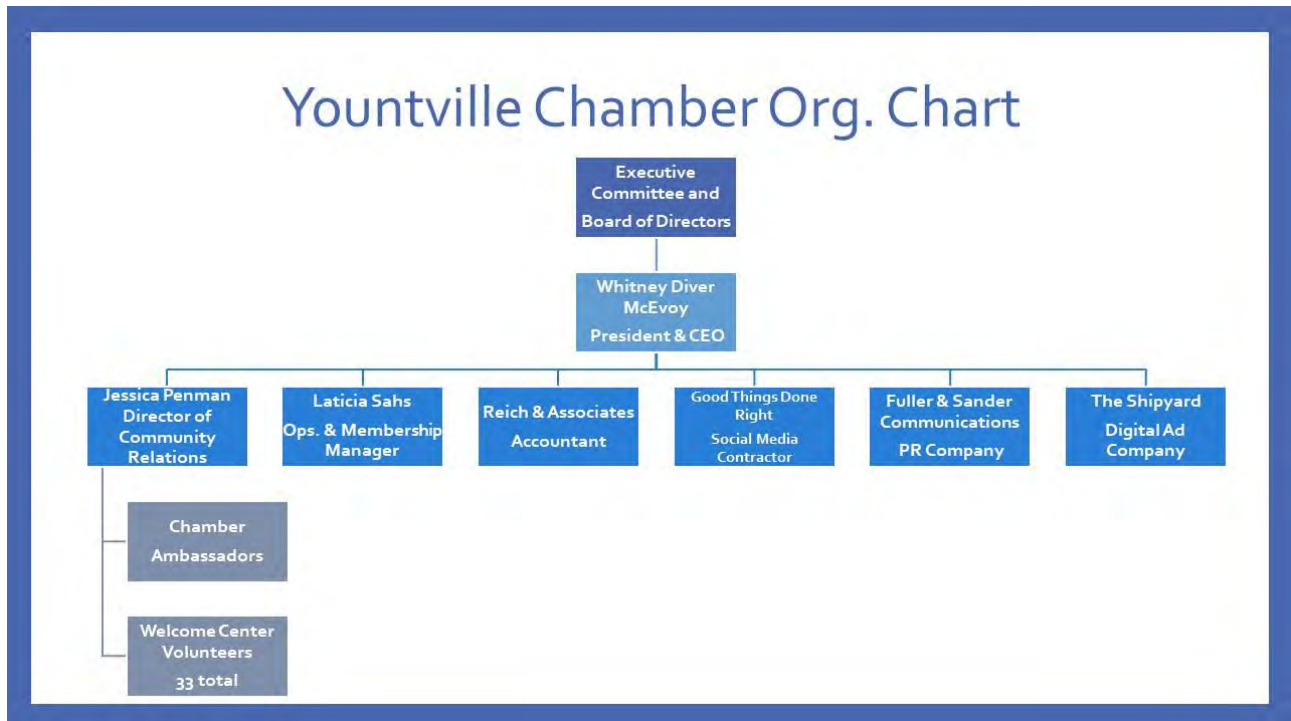 Yountville Chamber Org. Chart
Executive
Committee and
Board of Directors
Whitney Diver
McEvoy
President & CEO
Jessica Penman
Director of
Community
Relations
Laticia Sahs
Ops. & Membership
Manager
Reich & Associates
Accountant
Good Things Done
Right
Social Media
Contractor
Fuller & Sander
Communications
PR Company
The Shipyard
Digital Ad
Company
Chamber
Ambassadors
Welcome Center
Volunteers
33 total